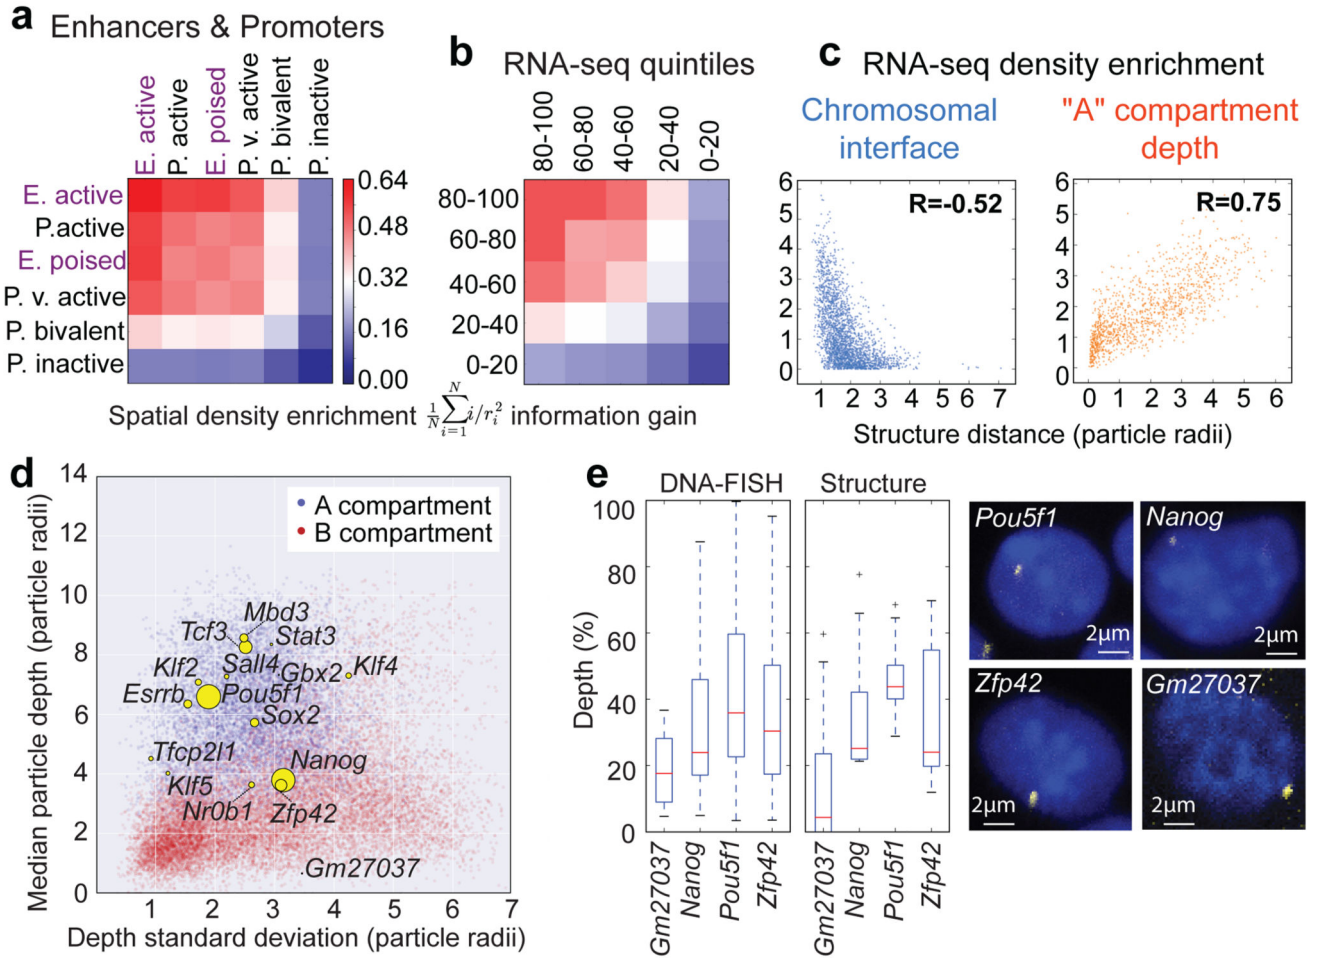 a Enhancers & Promoters
E. active
P. active
E. poised
P. v. active
P. bivalent
P. inactive
E. active
P.active
E. poised
P. v. active
P. bivalent
P. inactive
0.64
0.48
0.32
0.16
0.00
b RNA-seq quintiles
80-100
60-80
40-60
20-40
0-20
80-100
60-80
40-60
20-40
0-20
Spatial density enrichment 1/N ∑ i=1 N i/r_i^2 information gain
c RNA-seq density enrichment
Chromosomal
interface
R=-0.52
6
5
4
3
2
1
0
1 2 3 4 5 6 7
"A" compartment
depth
R=0.75
6
5
4
3
2
1
0
0 1 2 3 4 5 6
Structure distance (particle radii)
d
Median particle depth (particle radii)
14
12
10
8
6
4
2
0
A compartment
B compartment
Mbd3
Tcf3
Stat3
Klf2
Sall4
Gbx2
Klf4
Esrrb
Pou5f1
Sox2
Tfcp2l1
Nanog
Klf5
Nr0b1
Zfp42
Gm27037
1 2 3 4 5 6 7
Depth standard deviation (particle radii)
e
DNA-FISH
Structure
Depth (%)
100
80
60
40
20
0
Gm27037
Nanog
Pou5f1
Zfp42
Gm27037
Nanog
Pou5f1
Zfp42
Pou5f1
2μm
Nanog
2μm
Zfp42
2μm
Gm27037
2μm